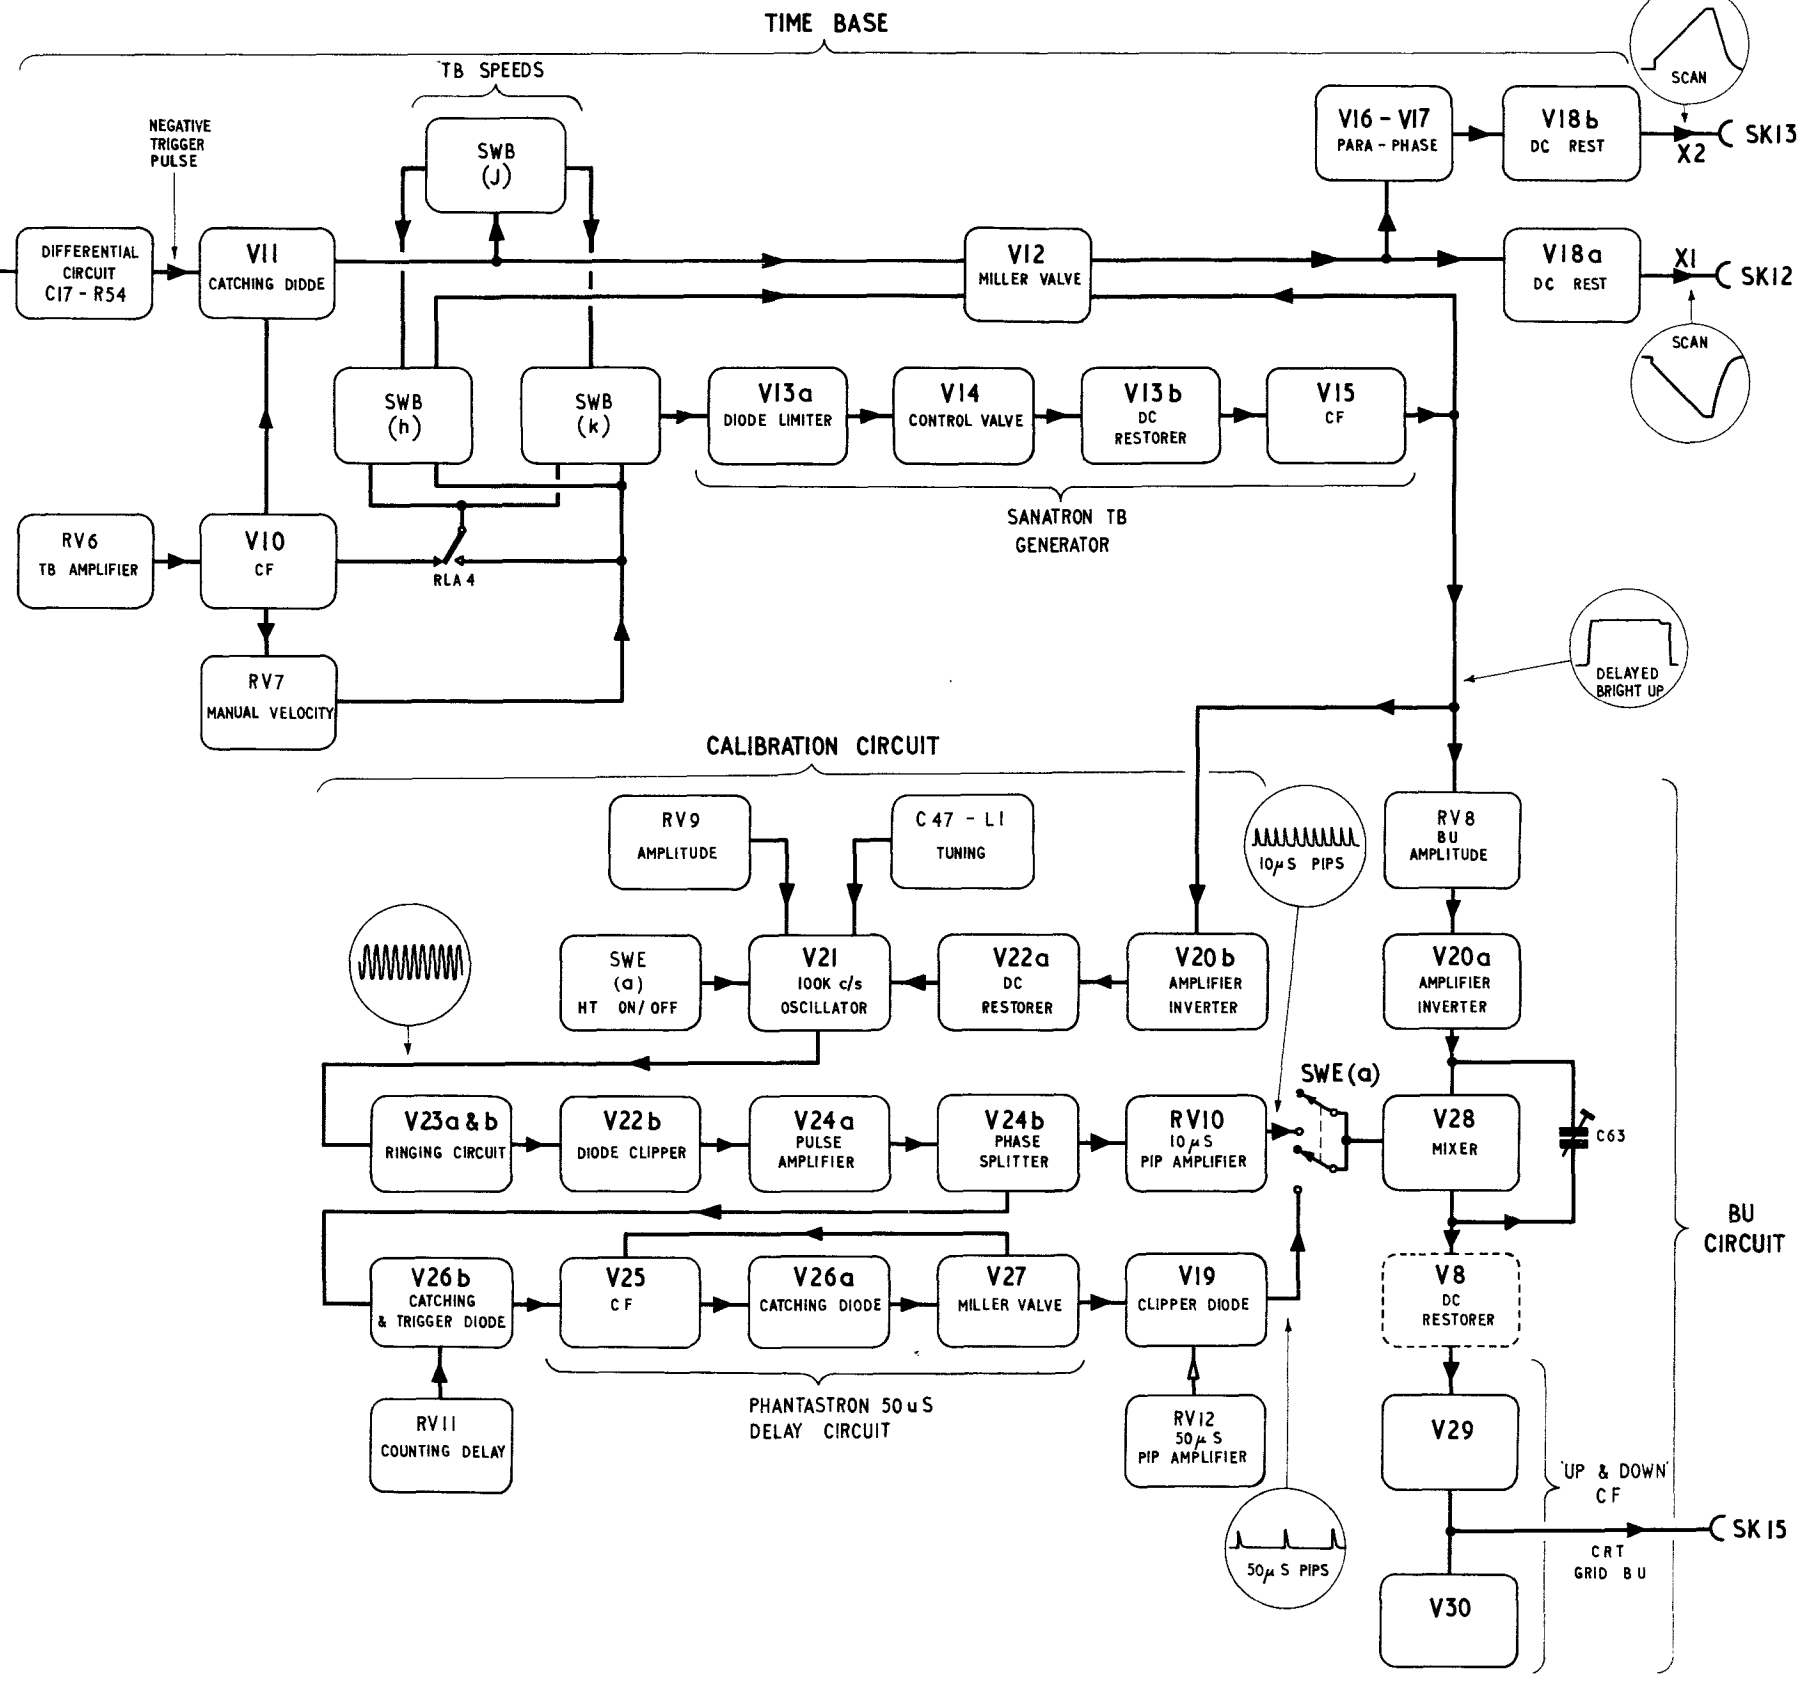 TIME BASE
TB SPEEDS
NEGATIVE
TRIGGER
PULSE
SWB
(J)
V16 - V17
PARA - PHASE
V18b
DC REST
SCAN
X2
SK13
DIFFERENTIAL
CIRCUIT
C17 - R54
V11
CATCHING DIDDE
V12
MILLER VALVE
V18a
DC REST
X1
SK12
SCAN
SWB
(h)
SWB
(k)
V13a
DIODE LIMITER
V14
CONTROL VALVE
V13b
DC
RESTORER
V15
CF
SANATRON TB
GENERATOR
RV6
TB AMPLIFIER
V10
CF
RLA 4
RV7
MANUAL VELOCITY
DELAYED
BRIGHT UP
CALIBRATION CIRCUIT
RV9
AMPLITUDE
C47 - L1
TUNING
10μS PIPS
RV8
BU
AMPLITUDE
SWE
(a)
HT ON/OFF
V21
100K c/s
OSCILLATOR
V22a
DC
RESTORER
V20b
AMPLIFIER
INVERTER
V20a
AMPLIFIER
INVERTER
SWE(a)
V23a & b
RINGING CIRCUIT
V22b
DIODE CLIPPER
V24a
PULSE
AMPLIFIER
V24b
PHASE
SPLITTER
RV10
10μS
PIP AMPLIFIER
V28
MIXER
C63
BU
CIRCUIT
V26b
CATCHING
& TRIGGER DIODE
V25
CF
V26a
CATCHING DIODE
V27
MILLER VALVE
V19
CLIPPER DIODE
V8
DC
RESTORER
PHANTASTRON 50uS
DELAY CIRCUIT
RV11
COUNTING DELAY
RV12
50μS
PIP AMPLIFIER
V29
'UP & DOWN'
CF
50μS PIPS
SK15
CRT
GRID BU
V30